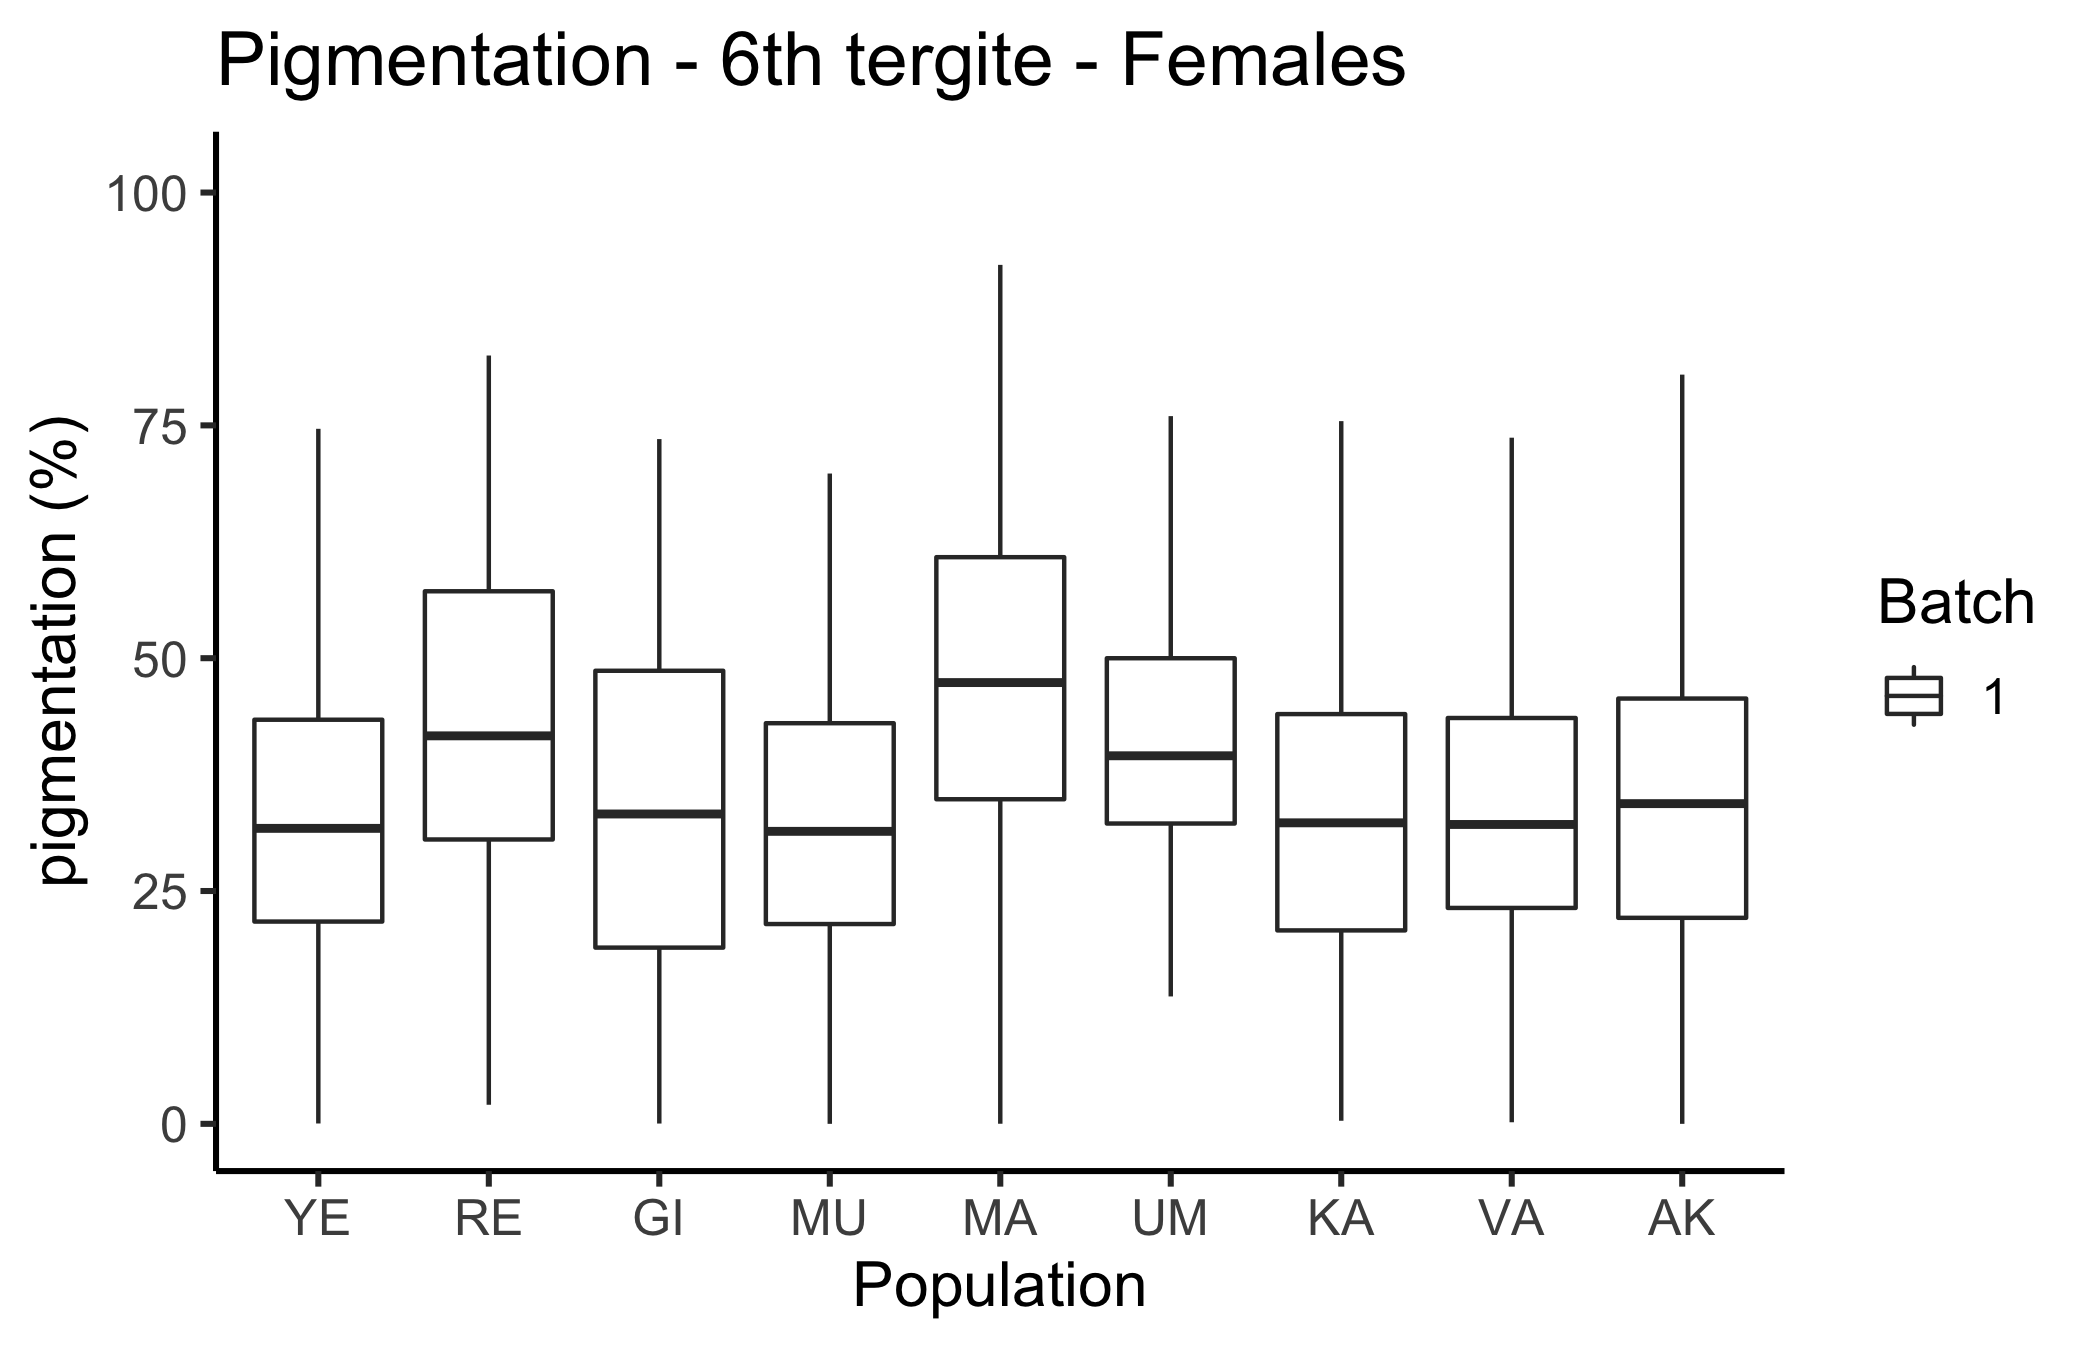 Pigmentation - 6th tergite - Females
pigmentation (%)
100
75
50
25
0
YE RE GI MU MA UM KA VA AK
Population
Batch
1